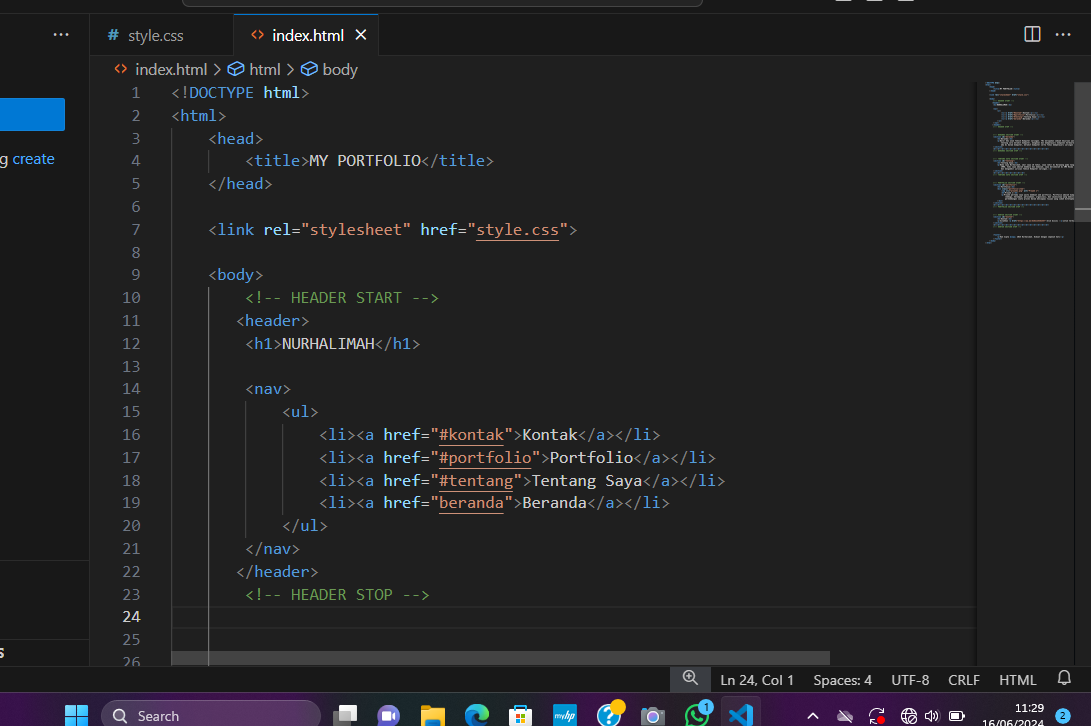 style.css
index.html
index.html > html > body
g create
1 <!DOCTYPE html>
2 <html>
3 <head>
4 <title>MY PORTFOLIO</title>
5 </head>
6
7 <link rel="stylesheet" href="style.css">
8
9 <body>
10 <!-- HEADER START -->
11 <header>
12 <h1>NURHALIMAH</h1>
13
14 <nav>
15 <ul>
16 <li><a href="#kontak">Kontak</a></li>
17 <li><a href="#portfolio">Portfolio</a></li>
18 <li><a href="#tentang">Tentang Saya</a></li>
19 <li><a href="beranda">Beranda</a></li>
20 </ul>
21 </nav>
22 </header>
23 <!-- HEADER STOP -->
24
25
26
Ln 24, Col 1 Spaces: 4 UTF-8 CRLF HTML
Search
myhp
1
11:29
16/06/2024
2